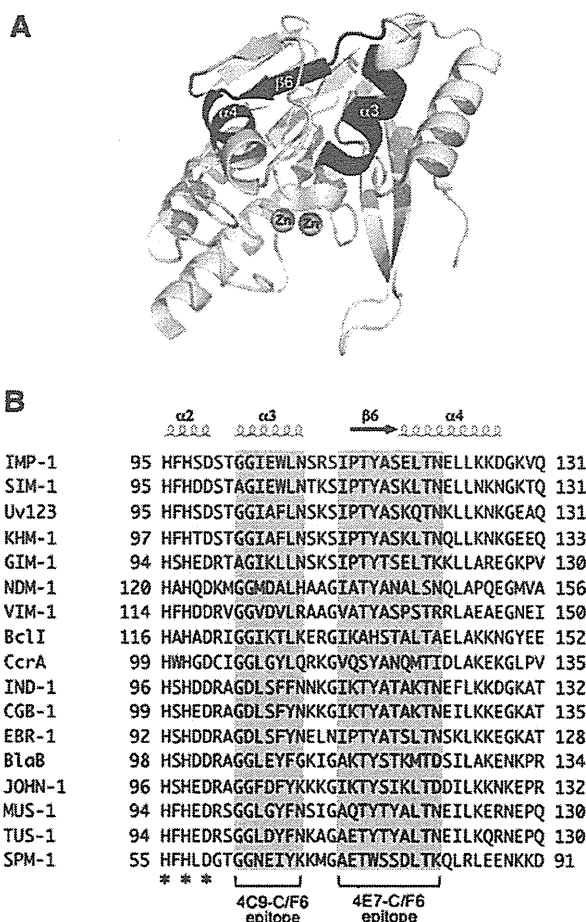 A
β6
α4
α3
Zn Zn
B
α2 α3 β6 α4
IMP-1 95 HFHSDSTGGIEWLNSRSIPTYASELTNELLKKDGKVQ 131
SIM-1 95 HFHSDSTAGIEWLNTKSIPTYASKLTNELLNKNGKTQ 131
Uv123 95 HFHSDSTGGIAFLNSKSIPTYASKQTNKLLNKNGEAQ 131
KHM-1 97 HFHTDSTGGIAFLNSKSIPTYASKLTNQLLKNKGEEQ 133
GIM-1 94 HSHEDRTAGIKLLNSKSIPTYTSELTKKLLAREGKPV 130
NDM-1 120 HAHQDKMGGMDALHAAGIATYANALSNQLAPQEGMVA 156
VIM-1 114 HFHDDRVGGVDVLRAAGVATYASPSTRRLAEAEGNEI 150
BclI 116 HAHADRIGGIKTLKERGIKAHSTALTAELAKKNGYEE 152
CcrA 99 HWHGDCIGGLGYLQRKGVQSYANQMTIDLAKEKGLPV 135
IND-1 96 HSHDDRAGDLSFFNNKGIKTYATAKTNEFLKKDGKAT 132
CGB-1 99 HSHEDRAGDLSFYNKKGIKTYATAKTNEILKKEGKAT 135
EBR-1 92 HSHDDRAGDLSFYNELNIPTYATSLTNSKLKKEGKAT 128
BlaB 98 HSHDDRAGGLEYFGKIGAKTYSTKMTDSILAKENKPR 134
JOHN-1 96 HSHEDRAGGFDFYKKKGIKTYSIKLTDDILKKNKEPR 132
MUS-1 94 HFHEDRSGGLGYFNSIGAQTYTYALTNEILKERNEPQ 130
TUS-1 94 HFHEDRSGGLDYFNKAGAETYTYALTNEILKQRNEPQ 130
SPM-1 55 HFHLDGTGGNEIYKKMGAETWSSDLTKQLRLEENKKD 91
* * *
4C9-C/F6 4E7-C/F6
epitope epitope